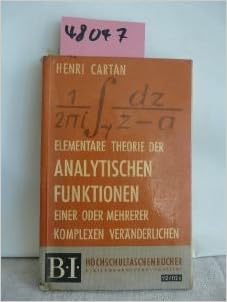 48047
HENRI CARTAN
1/2πi ∫γ dz/z-a
ELEMENTARE THEORIE DER
ANALYTISCHEN
FUNKTIONEN
EINER ODER MEHRERER
KOMPLEXEN VERÄNDERLICHEN
B·I·
HOCHSCHULTASCHENBÜCHER